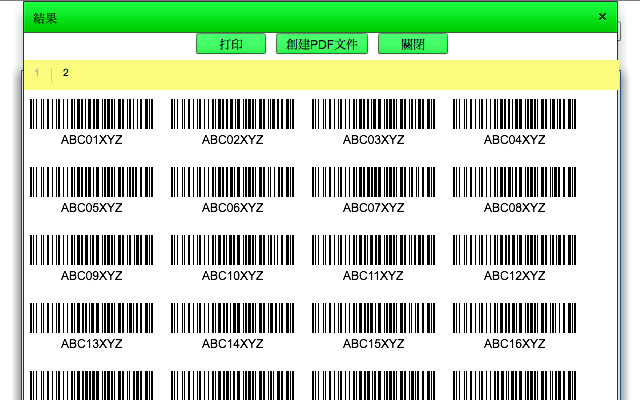 結果 ×
打印 創建PDF文件 關閉
1 2
ABC01XYZ ABC02XYZ ABC03XYZ ABC04XYZ
ABC05XYZ ABC06XYZ ABC07XYZ ABC08XYZ
ABC09XYZ ABC10XYZ ABC11XYZ ABC12XYZ
ABC13XYZ ABC14XYZ ABC15XYZ ABC16XYZ